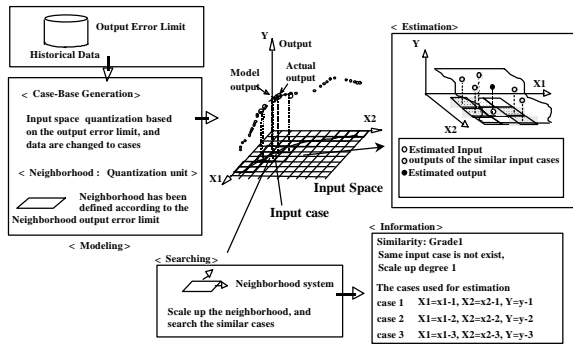 Output Error Limit
Historical Data
< Case-Base Generation >
Input space quantization based
on the output error limit, and
data are changed to cases
< Neighborhood : Quantization unit >
Neighborhood has been
defined according to the
Neighborhood output error limit
< Modeling >
Y
Output
Model
output
Actual
output
X2
X1
Input Space
Input case
< Estimation >
Y
X1
X2
Estimated Input
outputs of the similar input cases
Estimated output
< Searching >
Neighborhood system
Scale up the neighborhood, and
search the similar cases
< Information >
Similarity: Grade1
Same input case is not exist,
Scale up degree 1
The cases used for estimation
case 1 X1=x1-1, X2=x2-1, Y=y-1
case 2 X1=x1-2, X2=x2-2, Y=y-2
case 3 X1=x1-3, X2=x2-3, Y=y-3